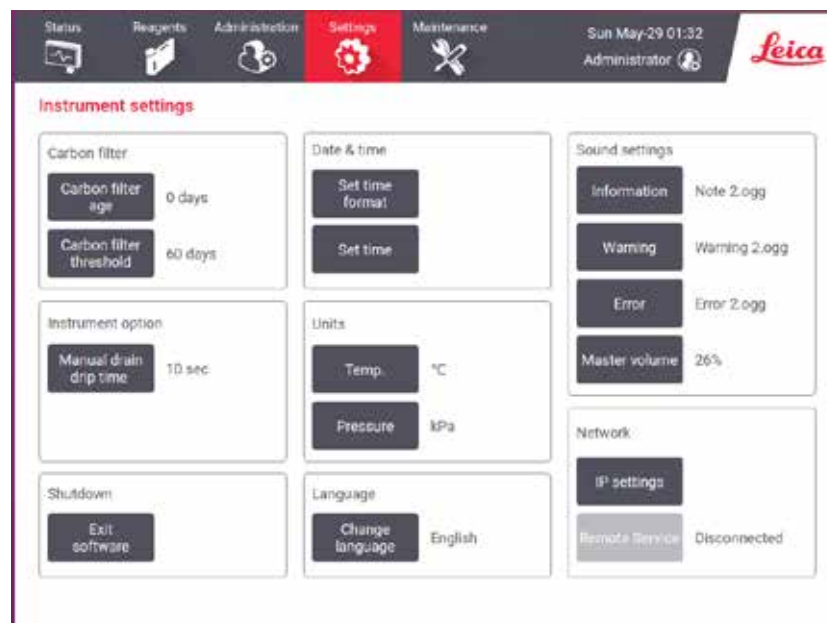 Status
Reagents
Administration
Settings
Maintenance
Sun May-29 01:32
Administrator
Leica
Instrument settings
Carbon filter
Carbon filter
age
0 days
Carbon filter
threshold
60 days
Date & time
Set time
format
Set time
Sound settings
Information
Note 2.ogg
Warning
Warning 2.ogg
Error
Error 2.ogg
Master volume
26%
Instrument option
Manual drain
drip time
10 sec
Units
Temp.
°C
Pressure
kPa
Network
IP settings
Remote Service
Disconnected
Shutdown
Exit
software
Language
Change
language
English